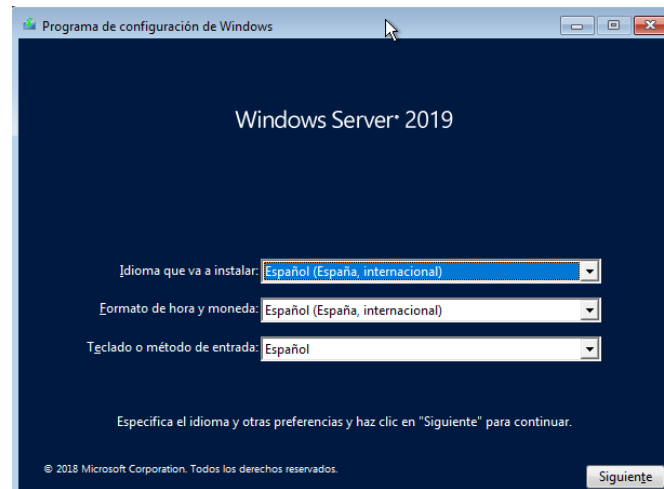 Programa de configuración de Windows
Windows Server® 2019
Idioma que va a instalar: Español (España, internacional)
Formato de hora y moneda: Español (España, internacional)
Teclado o método de entrada: Español
Especifica el idioma y otras preferencias y haz clic en "Siguiente" para continuar.
© 2018 Microsoft Corporation. Todos los derechos reservados.
Siguiente